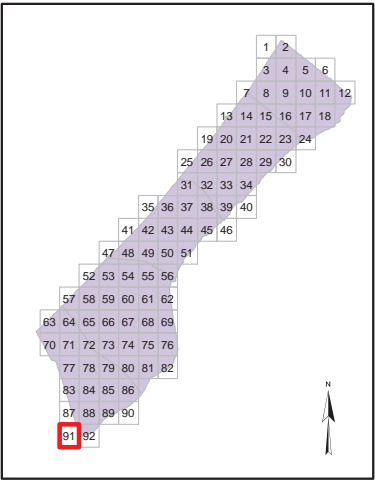 1 2
3 4 5 6
7 8 9 10 11 12
13 14 15 16 17 18
19 20 21 22 23 24
25 26 27 28 29 30
31 32 33 34
35 36 37 38 39 40
41 42 43 44 45 46
47 48 49 50 51
52 53 54 55 56
57 58 59 60 61 62
63 64 65 66 67 68 69
70 71 72 73 74 75 76
77 78 79 80 81 82
83 84 85 86
N
87 88 89 90
91 92